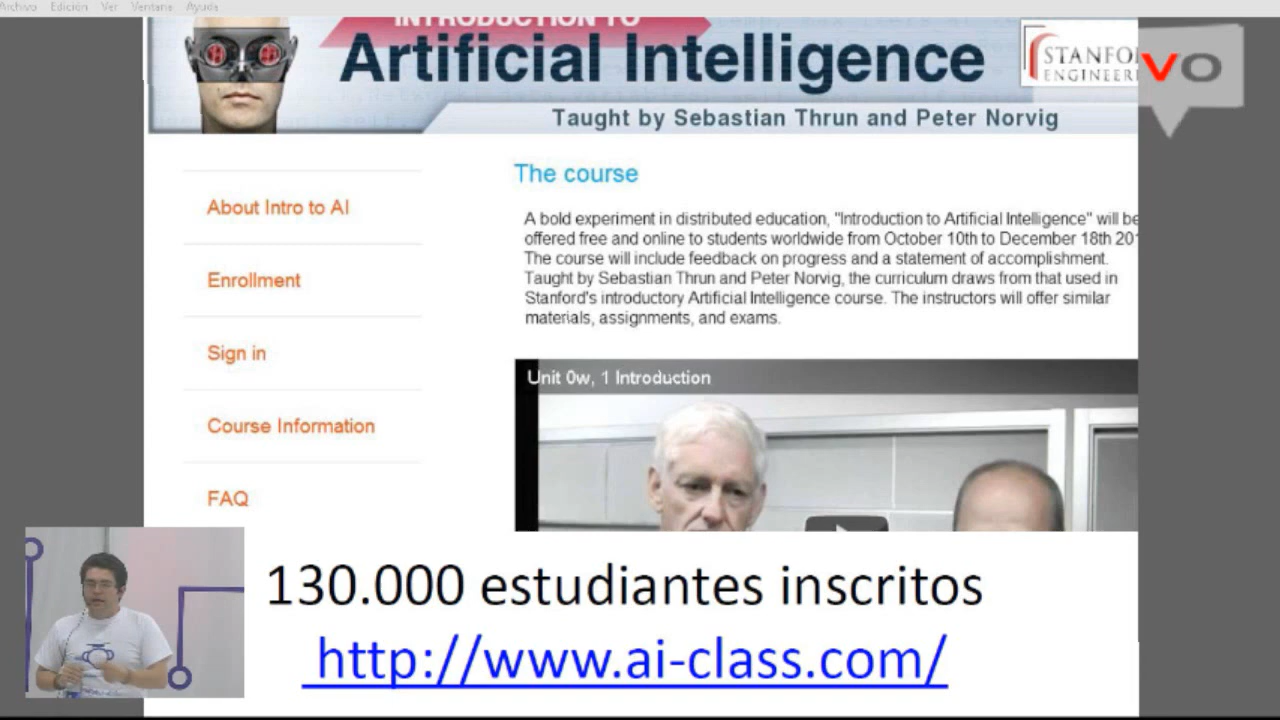 Archivo Edición Ver Ventana Ayuda
INTRODUCTION TO
Artificial Intelligence
STANFO
ENGINEERI
VO
Taught by Sebastian Thrun and Peter Norvig
The course
About Intro to AI
A bold experiment in distributed education, "Introduction to Artificial Intelligence" will be
offered free and online to students worldwide from October 10th to December 18th 201
The course will include feedback on progress and a statement of accomplishment.
Taught by Sebastian Thrun and Peter Norvig, the curriculum draws from that used in
Stanford's introductory Artificial Intelligence course. The instructors will offer similar
materials, assignments, and exams.
Enrollment
Sign in
Course Information
FAQ
Unit 0w, 1 Introduction
130.000 estudiantes inscritos
http://www.ai-class.com/